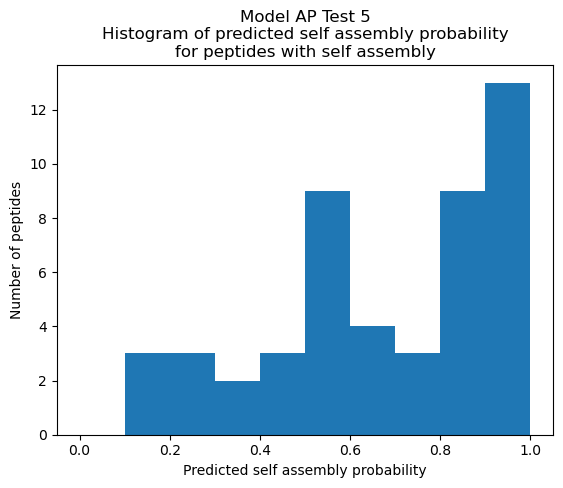 Model AP Test 5
Histogram of predicted self assembly probability
for peptides with self assembly
Number of peptides
12
10
8
6
4
2
0
0.0 0.2 0.4 0.6 0.8 1.0
Predicted self assembly probability